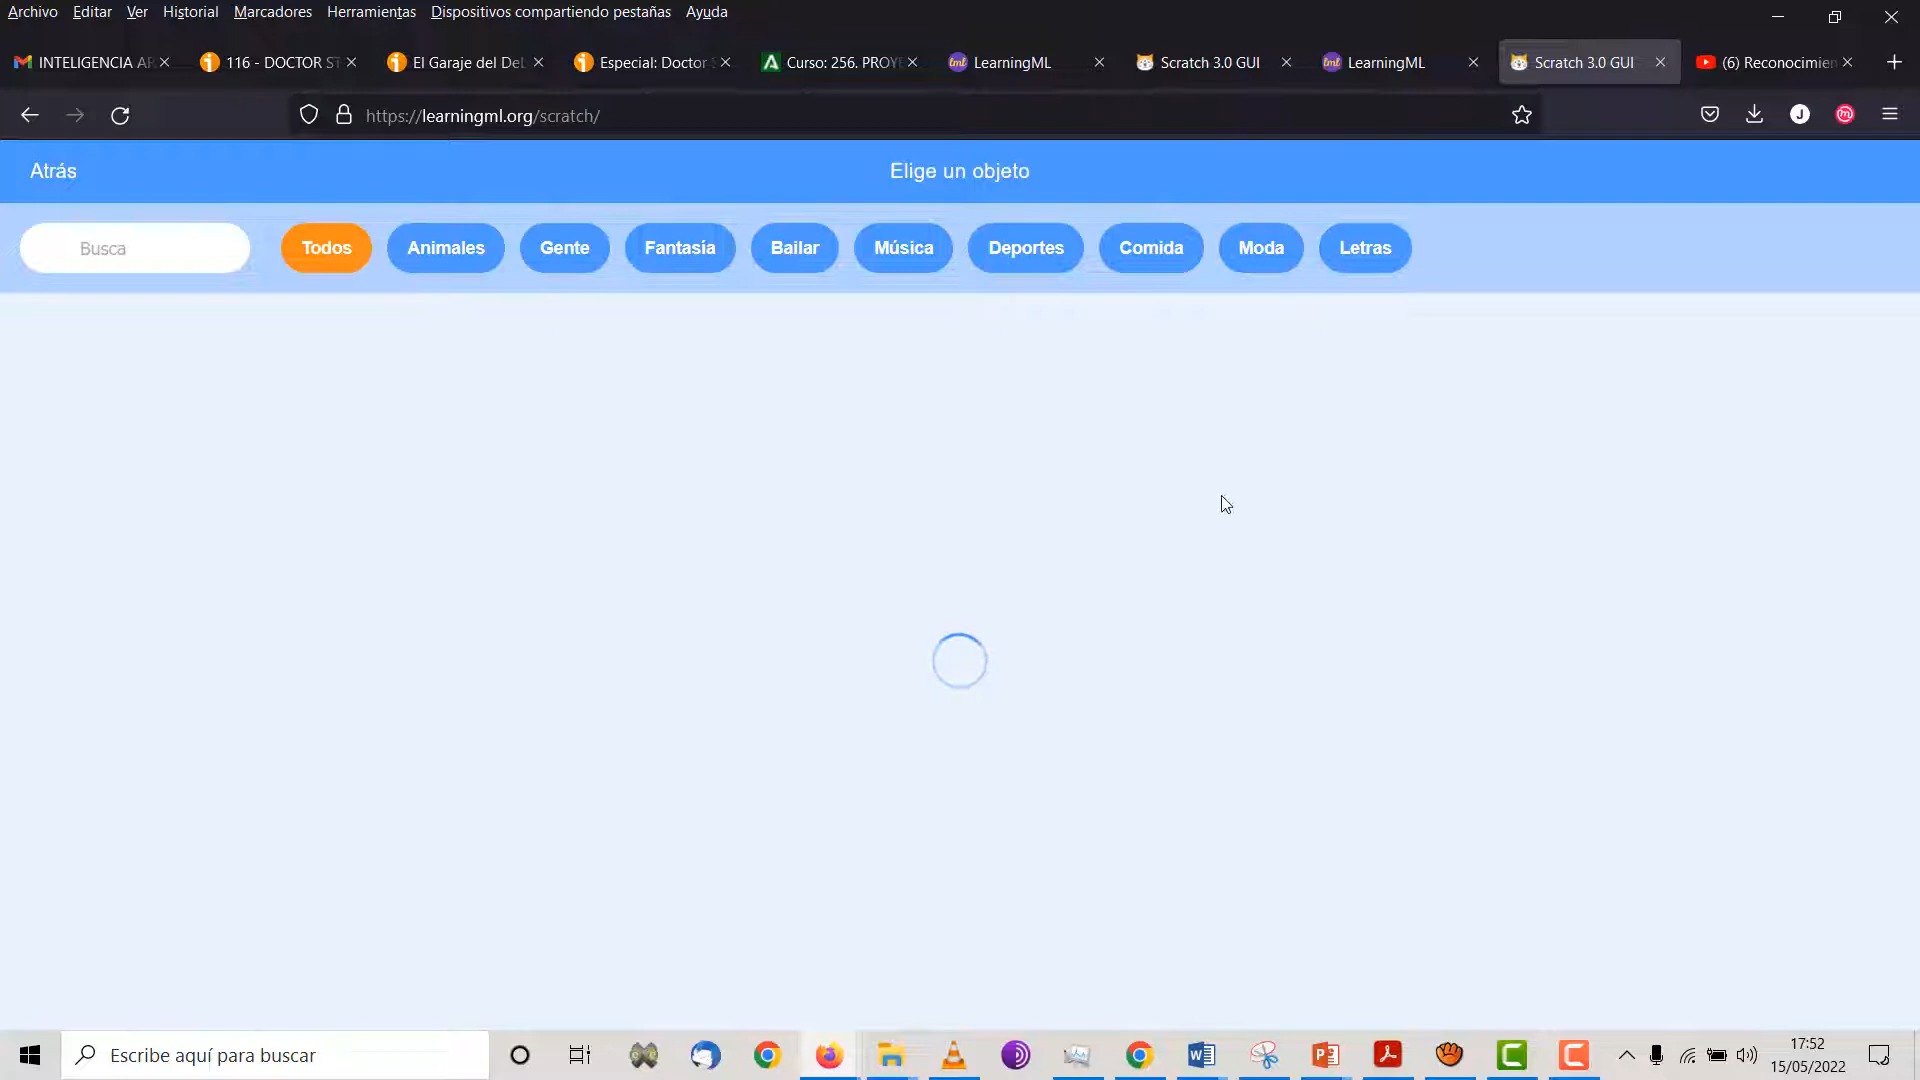 Archivo Editar Ver Historial Marcadores Herramientas Dispositivos compartiendo pestañas Ayuda
INTELIGENCIA AR 116 - DOCTOR ST El Garaje del Del Especial: Doctor S Curso: 256. PROYE LearningML Scratch 3.0 GUI LearningML Scratch 3.0 GUI (6) Reconocimien
https://learningml.org/scratch/
J
Atrás Elige un objeto
Busca Todos Animales Gente Fantasía Bailar Música Deportes Comida Moda Letras
Escribe aquí para buscar
17:52
15/05/2022